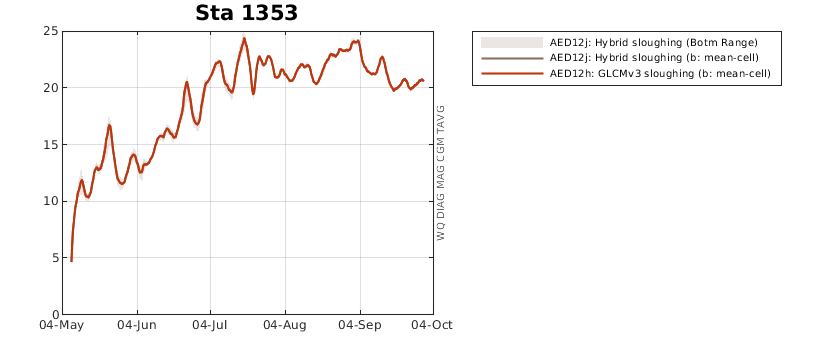 Sta 1353
25
20
15
10
5
0
04-May
04-Jun
04-Jul
04-Aug
04-Sep
04-Oct
WQ DIAG MAG CGM TAVG
AED12j: Hybrid sloughing (Botm Range)
AED12j: Hybrid sloughing (b: mean-cell)
AED12h: GLCMv3 sloughing (b: mean-cell)